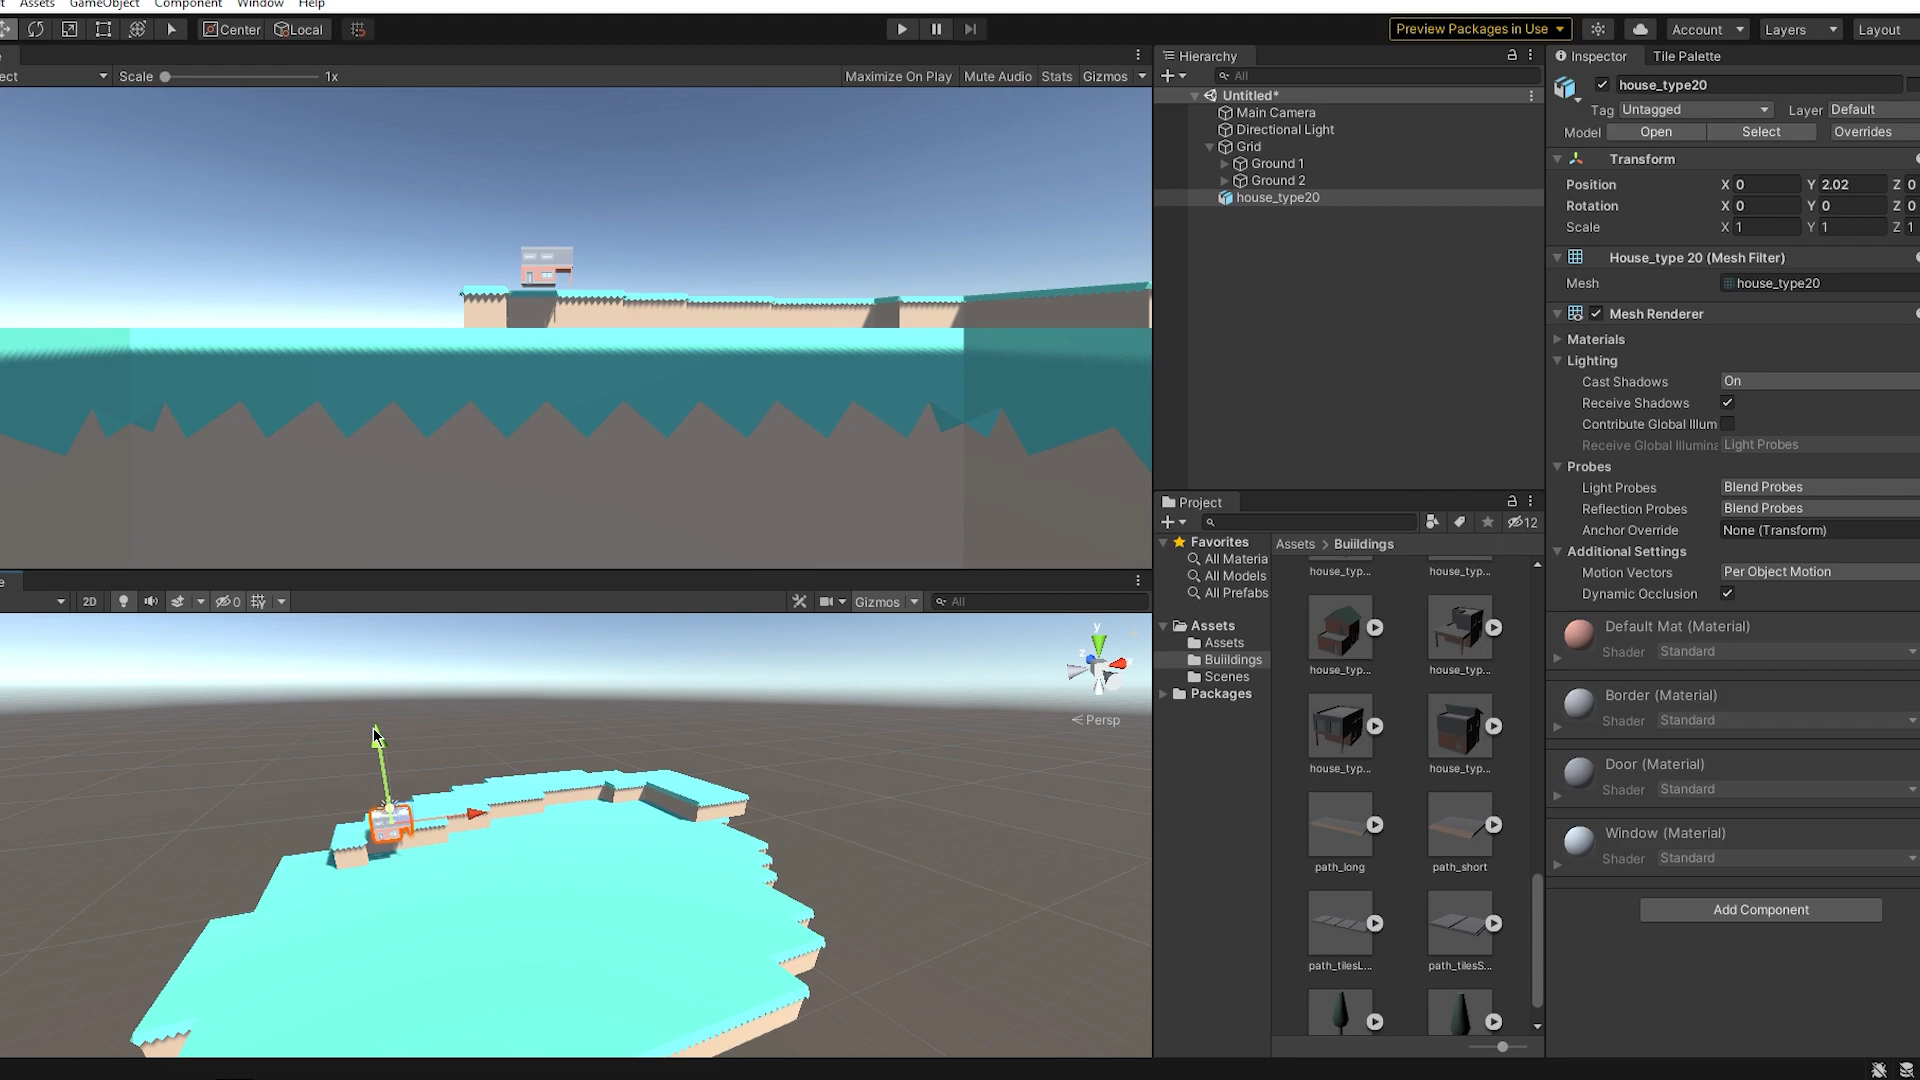 Assets GameObject Component Window Help
Center Local
Preview Packages in Use Account Layers Layout
ect Scale 1x Maximize On Play Mute Audio Stats Gizmos
Hierarchy
All
Untitled*
Main Camera
Directional Light
Grid
Ground 1
Ground 2
house_type20
Inspector Tile Palette
house_type20
Tag Untagged Layer Default
Model Open Select Overrides
Transform
Position X 0 Y 2.02 Z 0
Rotation X 0 Y 0 Z 0
Scale X 1 Y 1 Z 1
House_type 20 (Mesh Filter)
Mesh house_type20
Mesh Renderer
Materials
Lighting
Cast Shadows On
Receive Shadows
Contribute Global Illum
Receive Global Illumina Light Probes
Probes
Light Probes Blend Probes
Reflection Probes Blend Probes
Anchor Override None (Transform)
Additional Settings
Motion Vectors Per Object Motion
Dynamic Occlusion
Default Mat (Material)
Shader Standard
Border (Material)
Shader Standard
Door (Material)
Shader Standard
Window (Material)
Shader Standard
Add Component
Project
12
Favorites
All Materia
All Models
All Prefabs
Assets
Assets
Buiildings
Scenes
Packages
Assets > Buiildings
house_typ... house_typ...
house_typ... house_typ...
house_typ... house_typ...
path_long path_short
path_tilesL... path_tilesS...
2D 0 Gizmos All
y
z
Persp